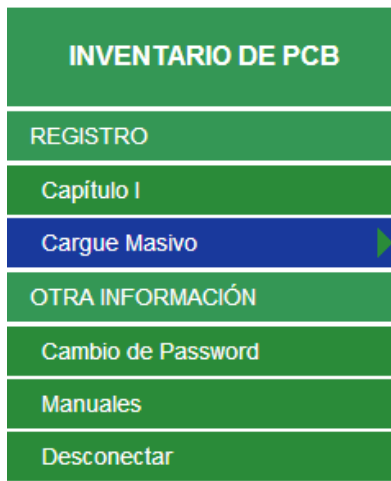 INVENTARIO DE PCB
REGISTRO
Capítulo I
Cargue Masivo
OTRA INFORMACIÓN
Cambio de Password
Manuales
Desconectar